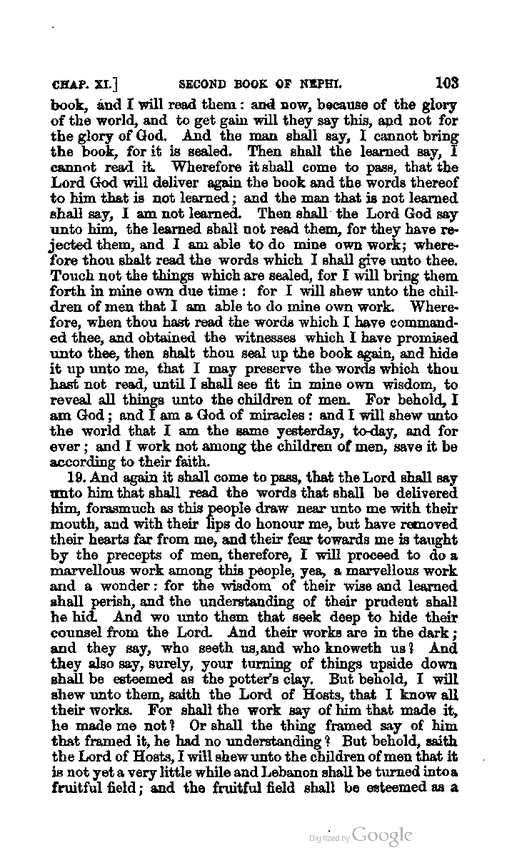 CHAP. XI.] SECOND BOOK OF NEPHI. 103
book, and I will read them: and now, because of the glory
of the world, and to get gain will they say this, and not for
the glory of God. And the man shall say, I cannot bring
the book, for it is sealed. Then shall the learned say, I
cannot read it. Wherefore it shall come to pass, that the
Lord God will deliver again the book and the words thereof
to him that is not learned; and the man that is not learned
shall say, I am not learned. Then shall the Lord God say
unto him, the learned shall not read them, for they have re-
jected them, and I am able to do mine own work; where-
fore thou shalt read the words which I shall give unto thee.
Touch not the things which are sealed, for I will bring them
forth in mine own due time: for I will shew unto the chil-
dren of men that I am able to do mine own work. Where-
fore, when thou hast read the words which I have command-
ed thee, and obtained the witnesses which I have promised
unto thee, then shalt thou seal up the book again, and hide
it up unto me, that I may preserve the words which thou
hast not read, until I shall see fit in mine own wisdom, to
reveal all things unto the children of men. For behold, I
am God; and I am a God of miracles: and I will shew unto
the world that I am the same yesterday, to-day, and for
ever; and I work not among the children of men, save it be
according to their faith.
19. And again it shall come to pass, that the Lord shall say
unto him that shall read the words that shall be delivered
him, forasmuch as this people draw near unto me with their
mouth, and with their lips do honour me, but have removed
their hearts far from me, and their fear towards me is taught
by the precepts of men, therefore, I will proceed to do a
marvellous work among this people, yea, a marvellous work
and a wonder: for the wisdom of their wise and learned
shall perish, and the understanding of their prudent shall
be hid. And wo unto them that seek deep to hide their
counsel from the Lord. And their works are in the dark;
and they say, who seeth us, and who knoweth us? And
they also say, surely, your turning of things upside down
shall be esteemed as the potter's clay. But behold, I will
shew unto them, saith the Lord of Hosts, that I know all
their works. For shall the work say of him that made it,
he made me not? Or shall the thing framed say of him
that framed it, he had no understanding? But behold, saith
the Lord of Hosts, I will shew unto the children of men that it
is not yet a very little while and Lebanon shall be turned into a
fruitful field; and the fruitful field shall be esteemed as a
Digitized by Google